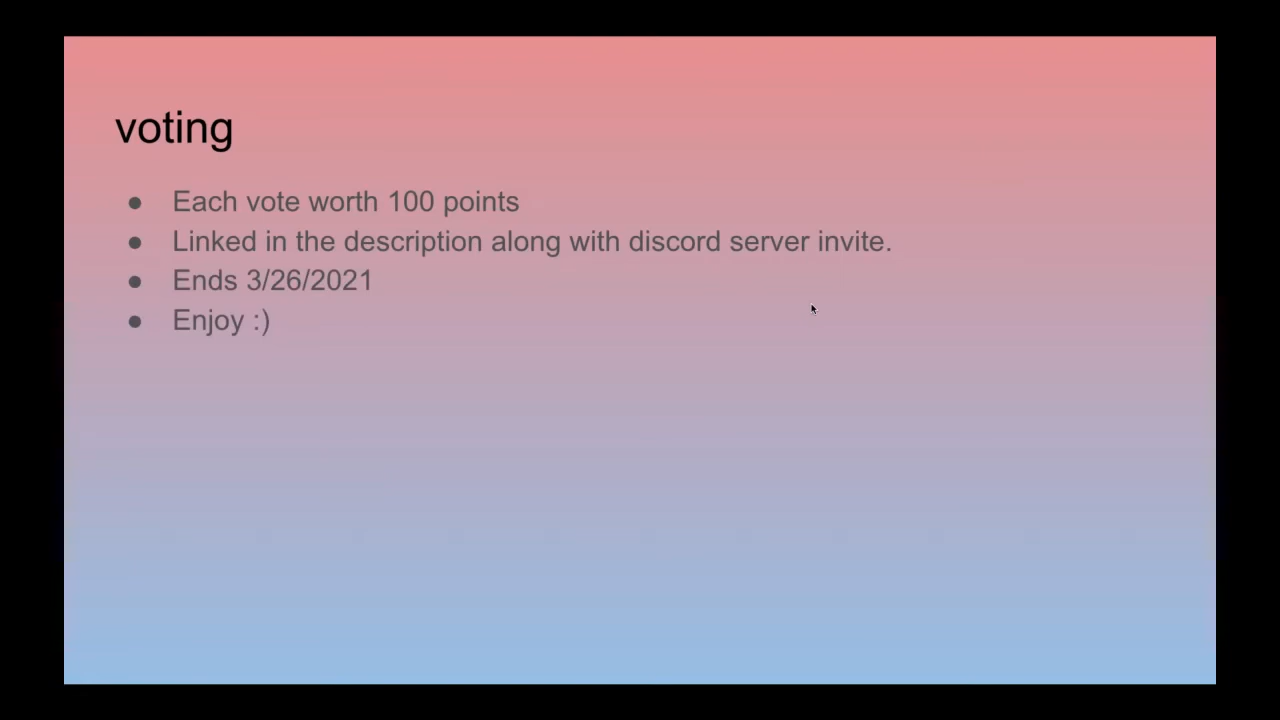 voting
● Each vote worth 100 points
● Linked in the description along with discord server invite.
● Ends 3/26/2021
● Enjoy :)